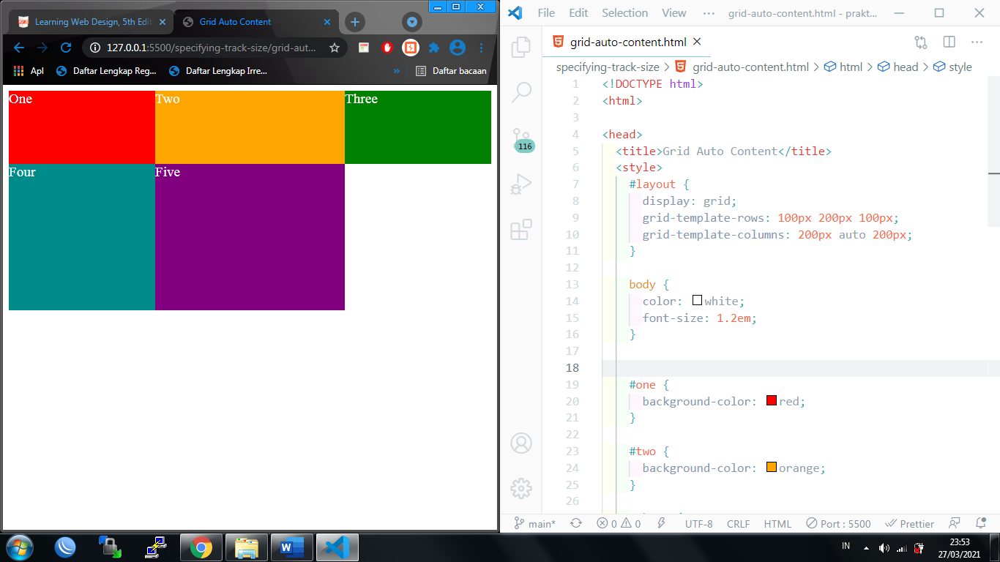 Learning Web Design, 5th Edit
Grid Auto Content
127.0.0.1:5500/specifying-track-size/grid-aut...
Apl
Daftar Lengkap Reg...
Daftar Lengkap Irre...
»
Daftar bacaan
One
Two
Three
Four
Five
File Edit Selection View ··· grid-auto-content.html - prakt...
grid-auto-content.html
specifying-track-size > grid-auto-content.html > html > head > style
116
1 <!DOCTYPE html>
2 <html>
3
4 <head>
5 <title>Grid Auto Content</title>
6 <style>
7 #layout {
8 display: grid;
9 grid-template-rows: 100px 200px 100px;
10 grid-template-columns: 200px auto 200px;
11 }
12
13 body {
14 color: white;
15 font-size: 1.2em;
16 }
17
18
19 #one {
20 background-color: red;
21 }
22
23 #two {
24 background-color: orange;
25 }
26
main* 0 0 UTF-8 CRLF HTML Port : 5500 Prettier
IN
23:53
27/03/2021